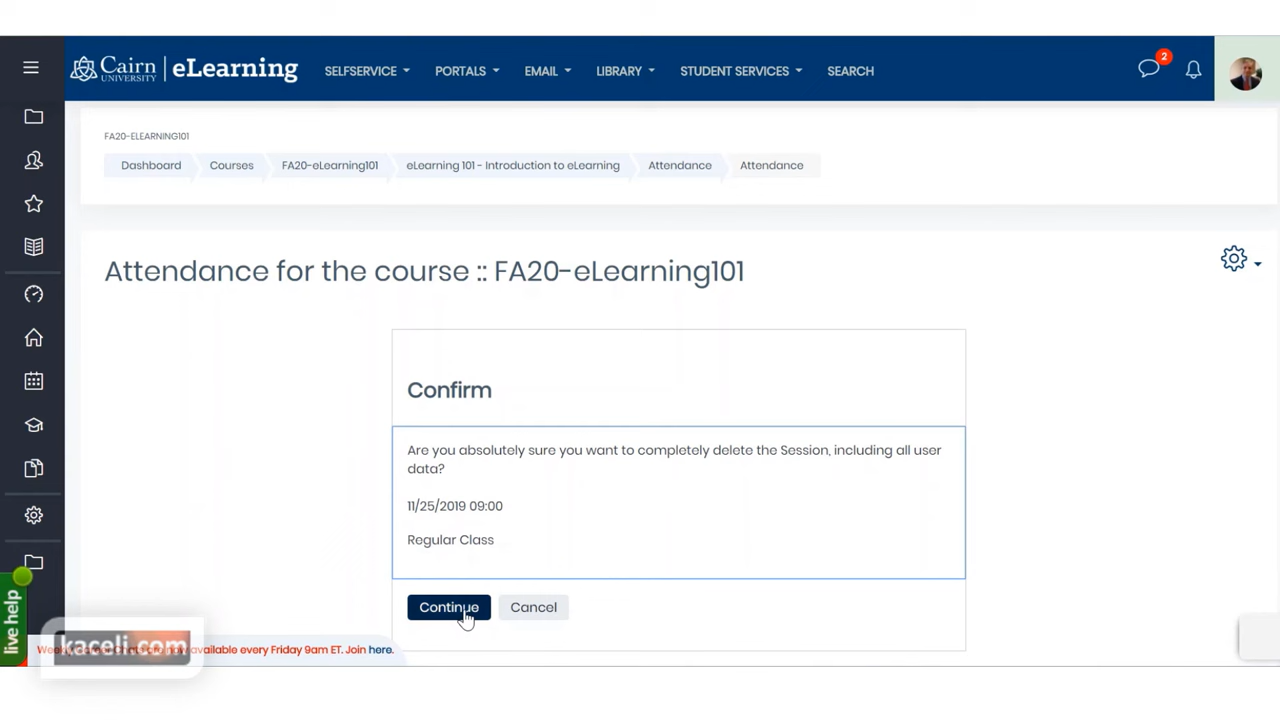 Cairn UNIVERSITY eLearning SELFSERVICE PORTALS EMAIL LIBRARY STUDENT SERVICES SEARCH 2
FA20-ELEARNING101
Dashboard Courses FA20-eLearning101 eLearning 101 - Introduction to eLearning Attendance Attendance
Attendance for the course :: FA20-eLearning101
Confirm
Are you absolutely sure you want to completely delete the Session, including all user
data?
11/25/2019 09:00
Regular Class
Continue Cancel
live help
kaceli.com
available every Friday 9am ET. Join here.